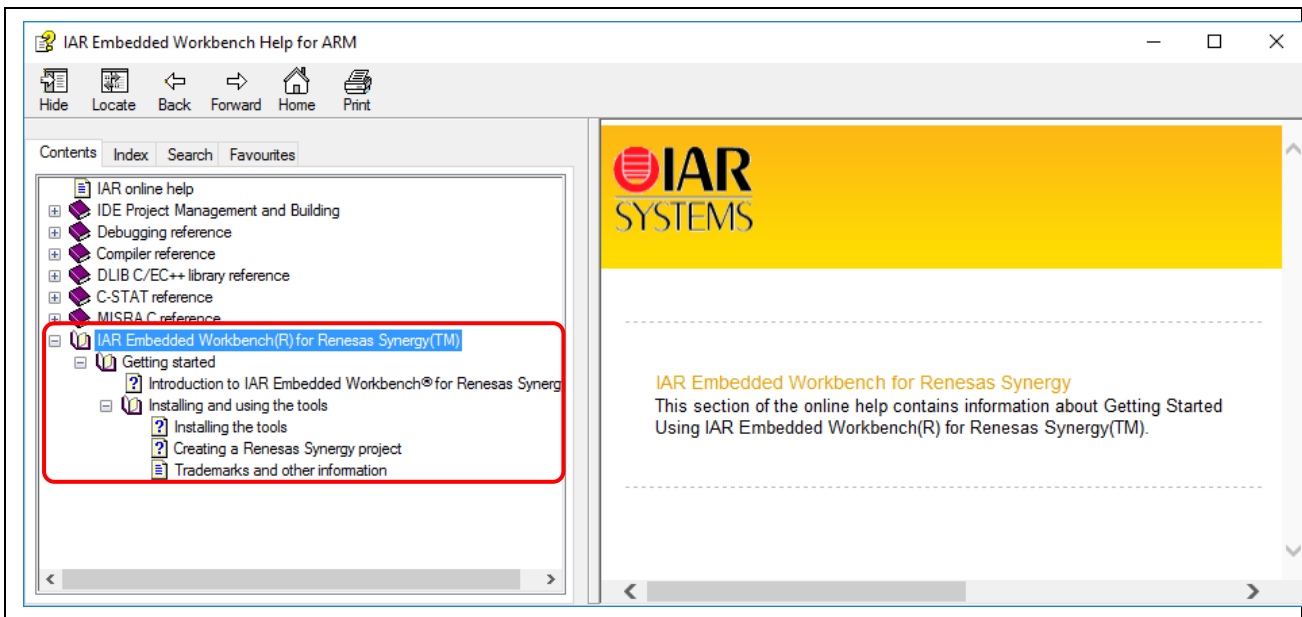 IAR Embedded Workbench Help for ARM
Hide Locate Back Forward Home Print
Contents Index Search Favourites
IAR online help
IDE Project Management and Building
Debugging reference
Compiler reference
DLIB C/EC++ library reference
C-STAT reference
MISRA C reference
IAR Embedded Workbench(R) for Renesas Synergy(TM)
Getting started
Introduction to IAR Embedded Workbench® for Renesas Synerg
Installing and using the tools
Installing the tools
Creating a Renesas Synergy project
Trademarks and other information
IAR
SYSTEMS
IAR Embedded Workbench for Renesas Synergy
This section of the online help contains information about Getting Started
Using IAR Embedded Workbench(R) for Renesas Synergy(TM).